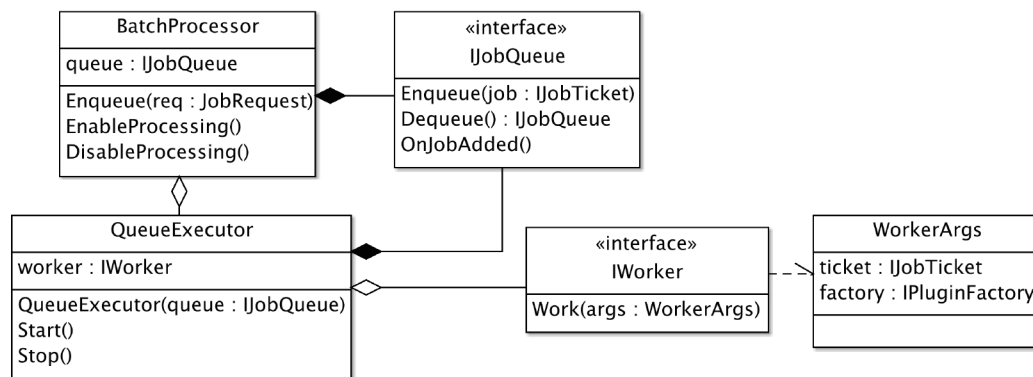 BatchProcessor
queue : IJobQueue
Enqueue(req : JobRequest)
EnableProcessing()
DisableProcessing()
«interface»
IJobQueue
Enqueue(job : IJobTicket)
Dequeue() : IJobQueue
OnJobAdded()
QueueExecutor
worker : IWorker
QueueExecutor(queue : IJobQueue)
Start()
Stop()
«interface»
IWorker
Work(args : WorkerArgs)
WorkerArgs
ticket : IJobTicket
factory : IPluginFactory